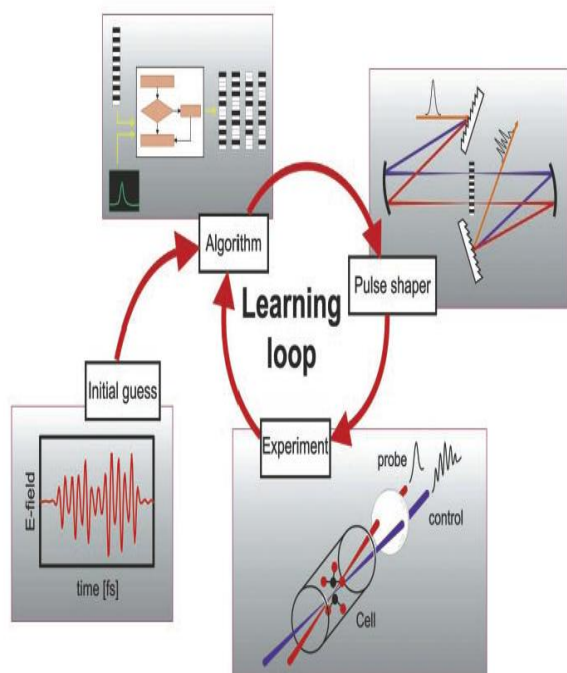 Algorithm
Pulse shaper
Learning
loop
Initial guess
Experiment
E-field
time [fs]
probe
control
Cell